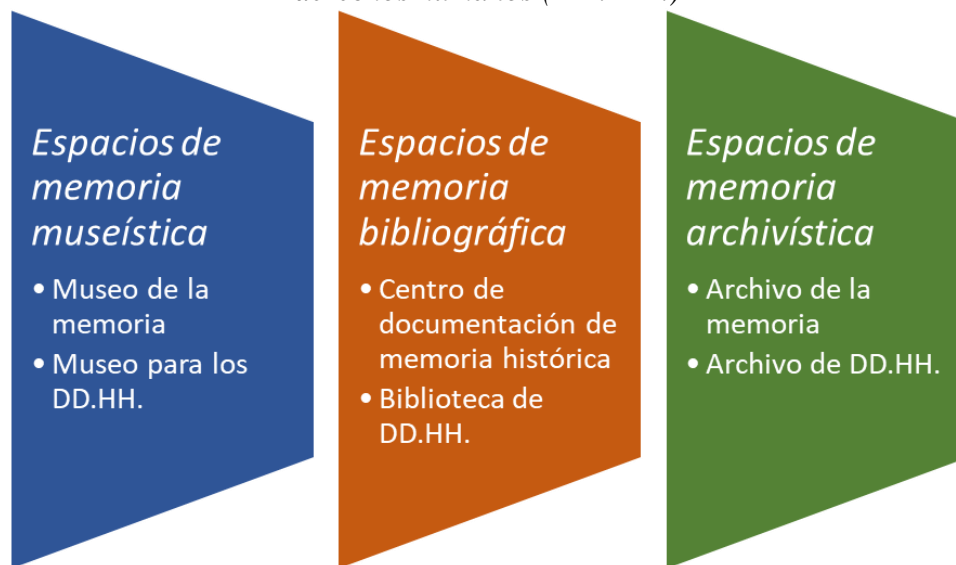 Espacios de
memoria
museística
• Museo de la
memoria
• Museo para los
DD.HH.
Espacios de
memoria
bibliográfica
• Centro de
documentación de
memoria histórica
• Biblioteca de
DD.HH.
Espacios de
memoria
archivística
• Archivo de la
memoria
• Archivo de DD.HH.